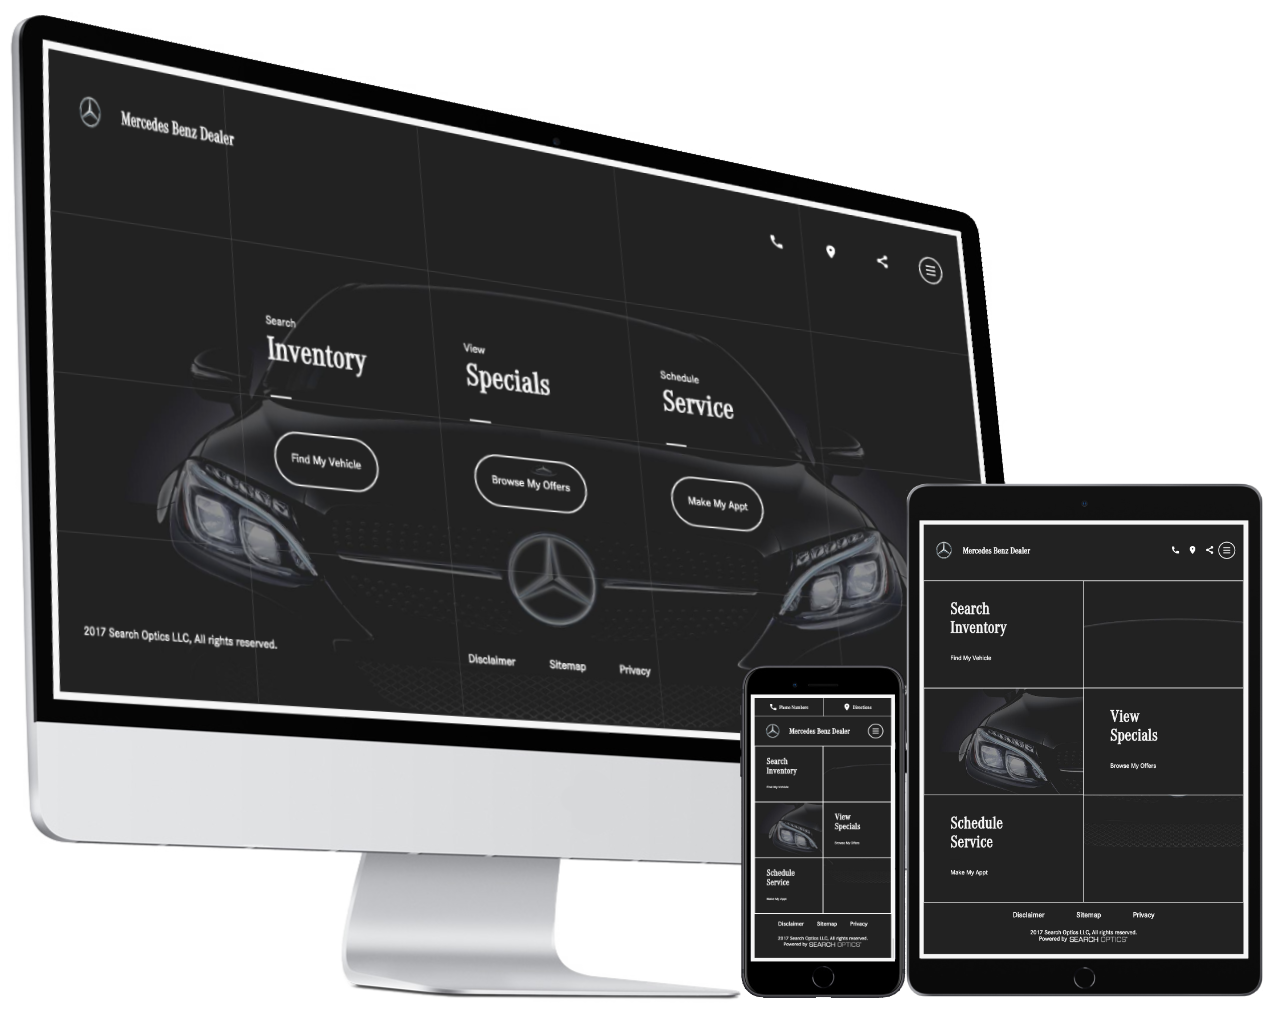 Mercedes Benz Dealer
Search
Inventory
Find My Vehicle
View
Specials
Browse My Offers
Schedule
Service
Make My Appt
2017 Search Optics LLC, All rights reserved.
Disclaimer Sitemap Privacy
Phone Numbers Directions
Mercedes Benz Dealer
Search
Inventory
Find My Vehicle
View
Specials
Browse My Offers
Schedule
Service
Make My Appt
Disclaimer Sitemap Privacy
2017 Search Optics LLC, All rights reserved.
Powered by SEARCH OPTICS
Mercedes Benz Dealer
Search
Inventory
Find My Vehicle
View
Specials
Browse My Offers
Schedule
Service
Make My Appt
Disclaimer Sitemap Privacy
2017 Search Optics LLC, All rights reserved.
Powered by SEARCH OPTICS